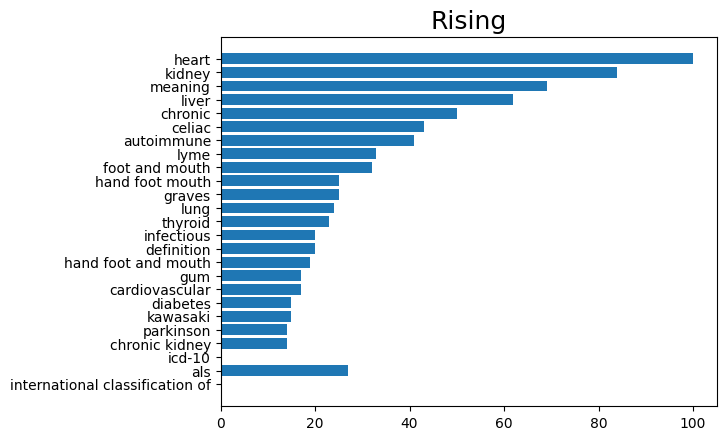 Rising
heart
kidney
meaning
liver
chronic
celiac
autoimmune
lyme
foot and mouth
hand foot mouth
graves
lung
thyroid
infectious
definition
hand foot and mouth
gum
cardiovascular
diabetes
kawasaki
parkinson
chronic kidney
icd-10
als
international classification of
0 20 40 60 80 100